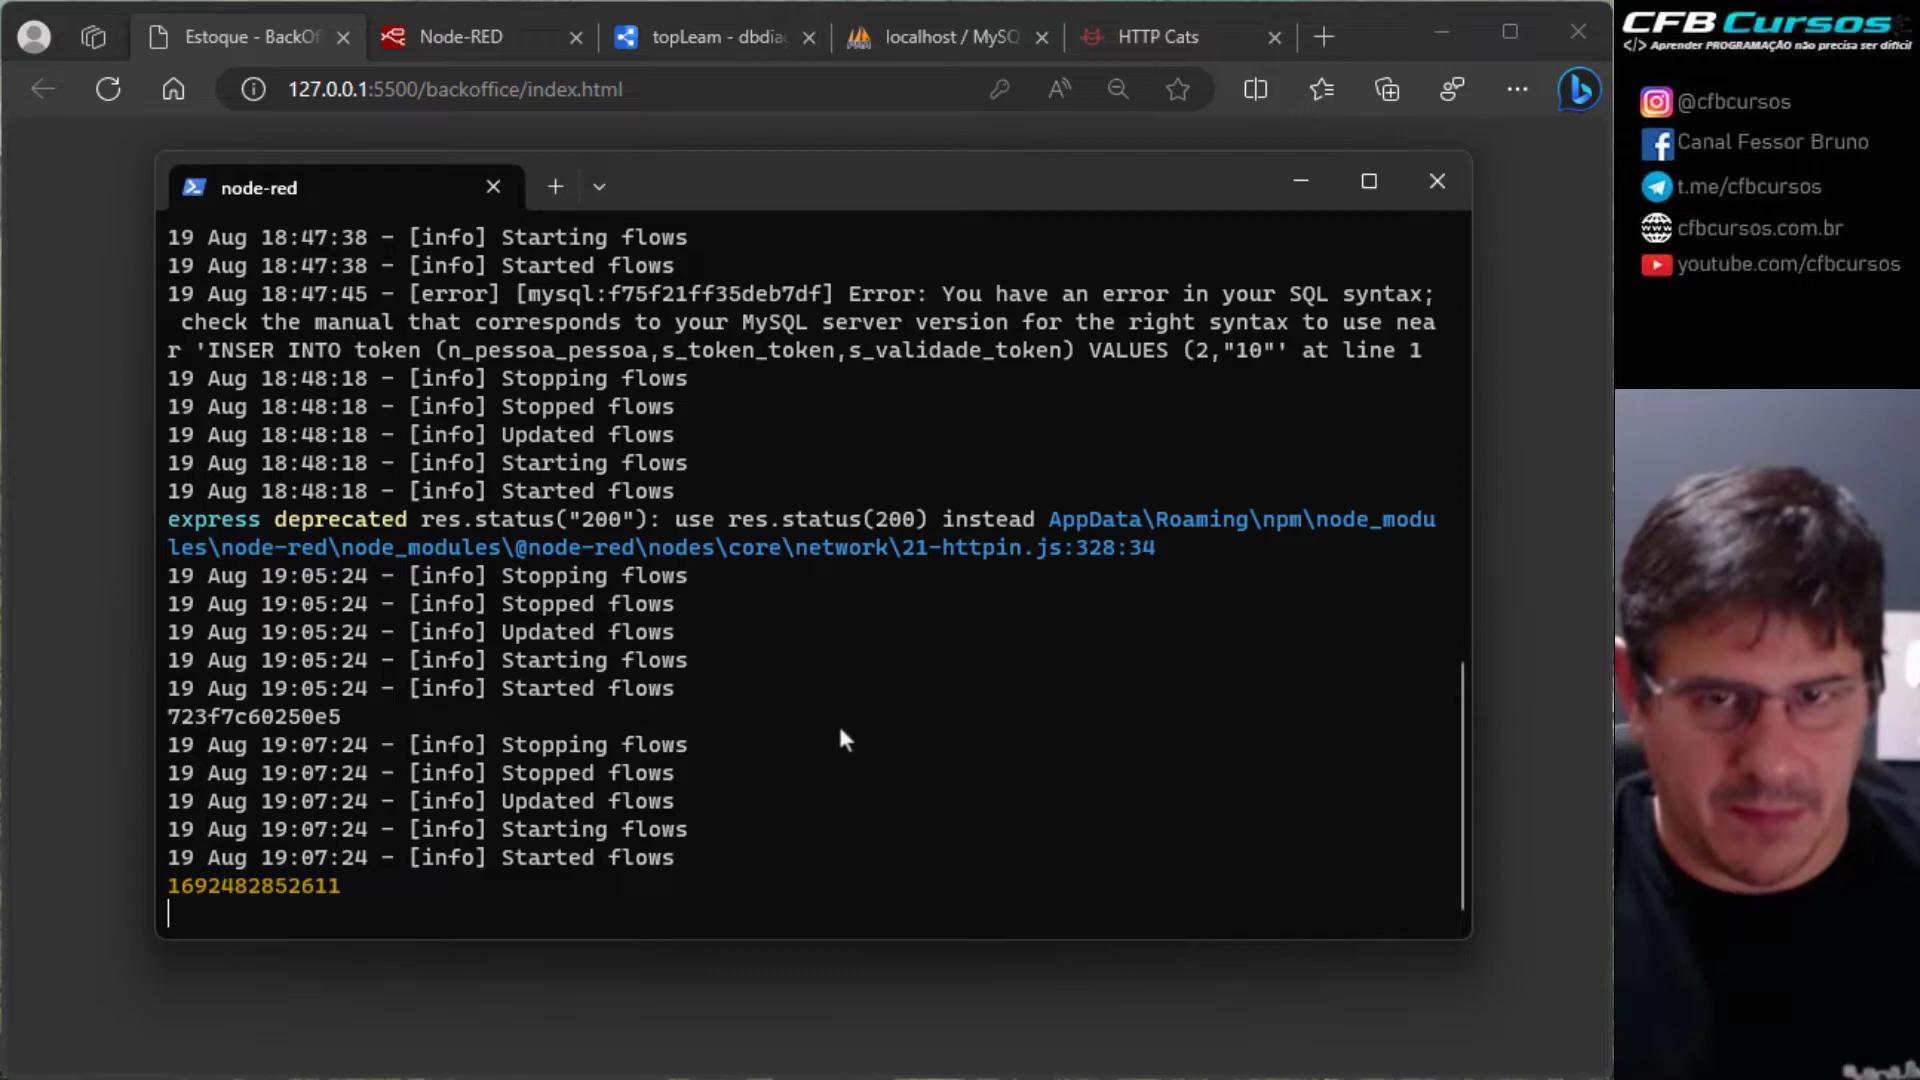 Estoque - BackOf
Node-RED
topLeam - dbdia
localhost / MySQ
HTTP Cats
127.0.0.1:5500/backoffice/index.html
node-red
19 Aug 18:47:38 - [info] Starting flows
19 Aug 18:47:38 - [info] Started flows
19 Aug 18:47:45 - [error] [mysql:f75f21ff35deb7df] Error: You have an error in your SQL syntax;
check the manual that corresponds to your MySQL server version for the right syntax to use nea
r 'INSER INTO token (n_pessoa_pessoa,s_token_token,s_validade_token) VALUES (2,"10"' at line 1
19 Aug 18:48:18 - [info] Stopping flows
19 Aug 18:48:18 - [info] Stopped flows
19 Aug 18:48:18 - [info] Updated flows
19 Aug 18:48:18 - [info] Starting flows
19 Aug 18:48:18 - [info] Started flows
express deprecated res.status("200"): use res.status(200) instead AppData\Roaming\npm\node_modu
les\node-red\node_modules\@node-red\nodes\core\network\21-httpin.js:328:34
19 Aug 19:05:24 - [info] Stopping flows
19 Aug 19:05:24 - [info] Stopped flows
19 Aug 19:05:24 - [info] Updated flows
19 Aug 19:05:24 - [info] Starting flows
19 Aug 19:05:24 - [info] Started flows
723f7c60250e5
19 Aug 19:07:24 - [info] Stopping flows
19 Aug 19:07:24 - [info] Stopped flows
19 Aug 19:07:24 - [info] Updated flows
19 Aug 19:07:24 - [info] Starting flows
19 Aug 19:07:24 - [info] Started flows
1692482852611
CFB Cursos
</> Aprender PROGRAMAÇÃO não precisa ser difícil
@cfbcursos
Canal Fessor Bruno
t.me/cfbcursos
cfbcursos.com.br
youtube.com/cfbcursos